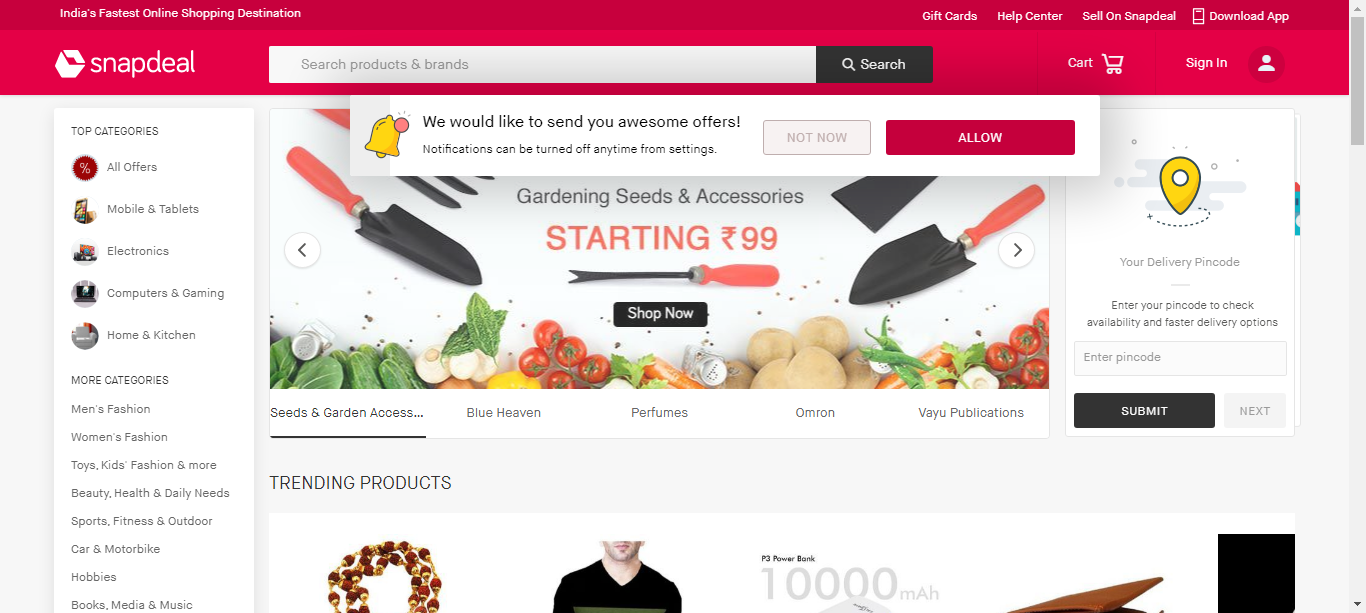 India's Fastest Online Shopping Destination
Gift Cards
Help Center
Sell On Snapdeal
Download App
snapdeal
Search products & brands
Search
Cart
Sign In
We would like to send you awesome offers!
Notifications can be turned off anytime from settings.
NOT NOW
ALLOW
TOP CATEGORIES
%
All Offers
Mobile & Tablets
Electronics
Computers & Gaming
Home & Kitchen
MORE CATEGORIES
Men's Fashion
Women's Fashion
Toys, Kids' Fashion & more
Beauty, Health & Daily Needs
Sports, Fitness & Outdoor
Car & Motorbike
Hobbies
Books, Media & Music
Gardening Seeds & Accessories
STARTING ₹99
Shop Now
Seeds & Garden Access...
Blue Heaven
Perfumes
Omron
Vayu Publications
Your Delivery Pincode
Enter your pincode to check
availability and faster delivery options
Enter pincode
SUBMIT
NEXT
TRENDING PRODUCTS
P3 Power Bank
10000 mAh